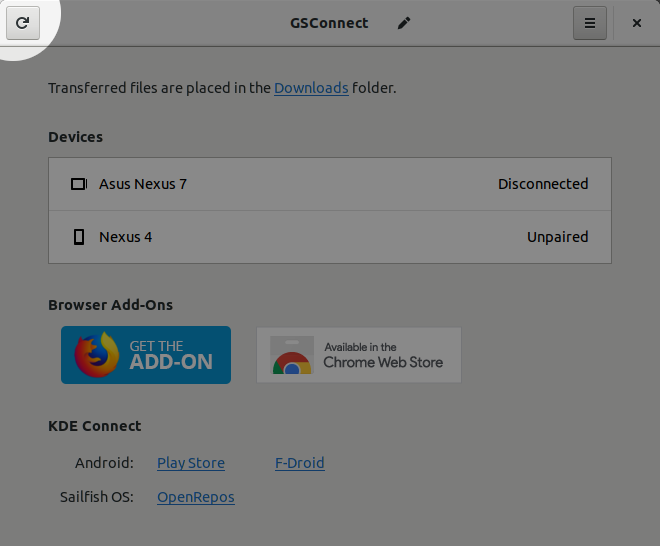 GSConnect
Transferred files are placed in the Downloads folder.
Devices
Asus Nexus 7 Disconnected
Nexus 4 Unpaired
Browser Add-Ons
GET THE
ADD-ON
Available in the
Chrome Web Store
KDE Connect
Android: Play Store F-Droid
Sailfish OS: OpenRepos